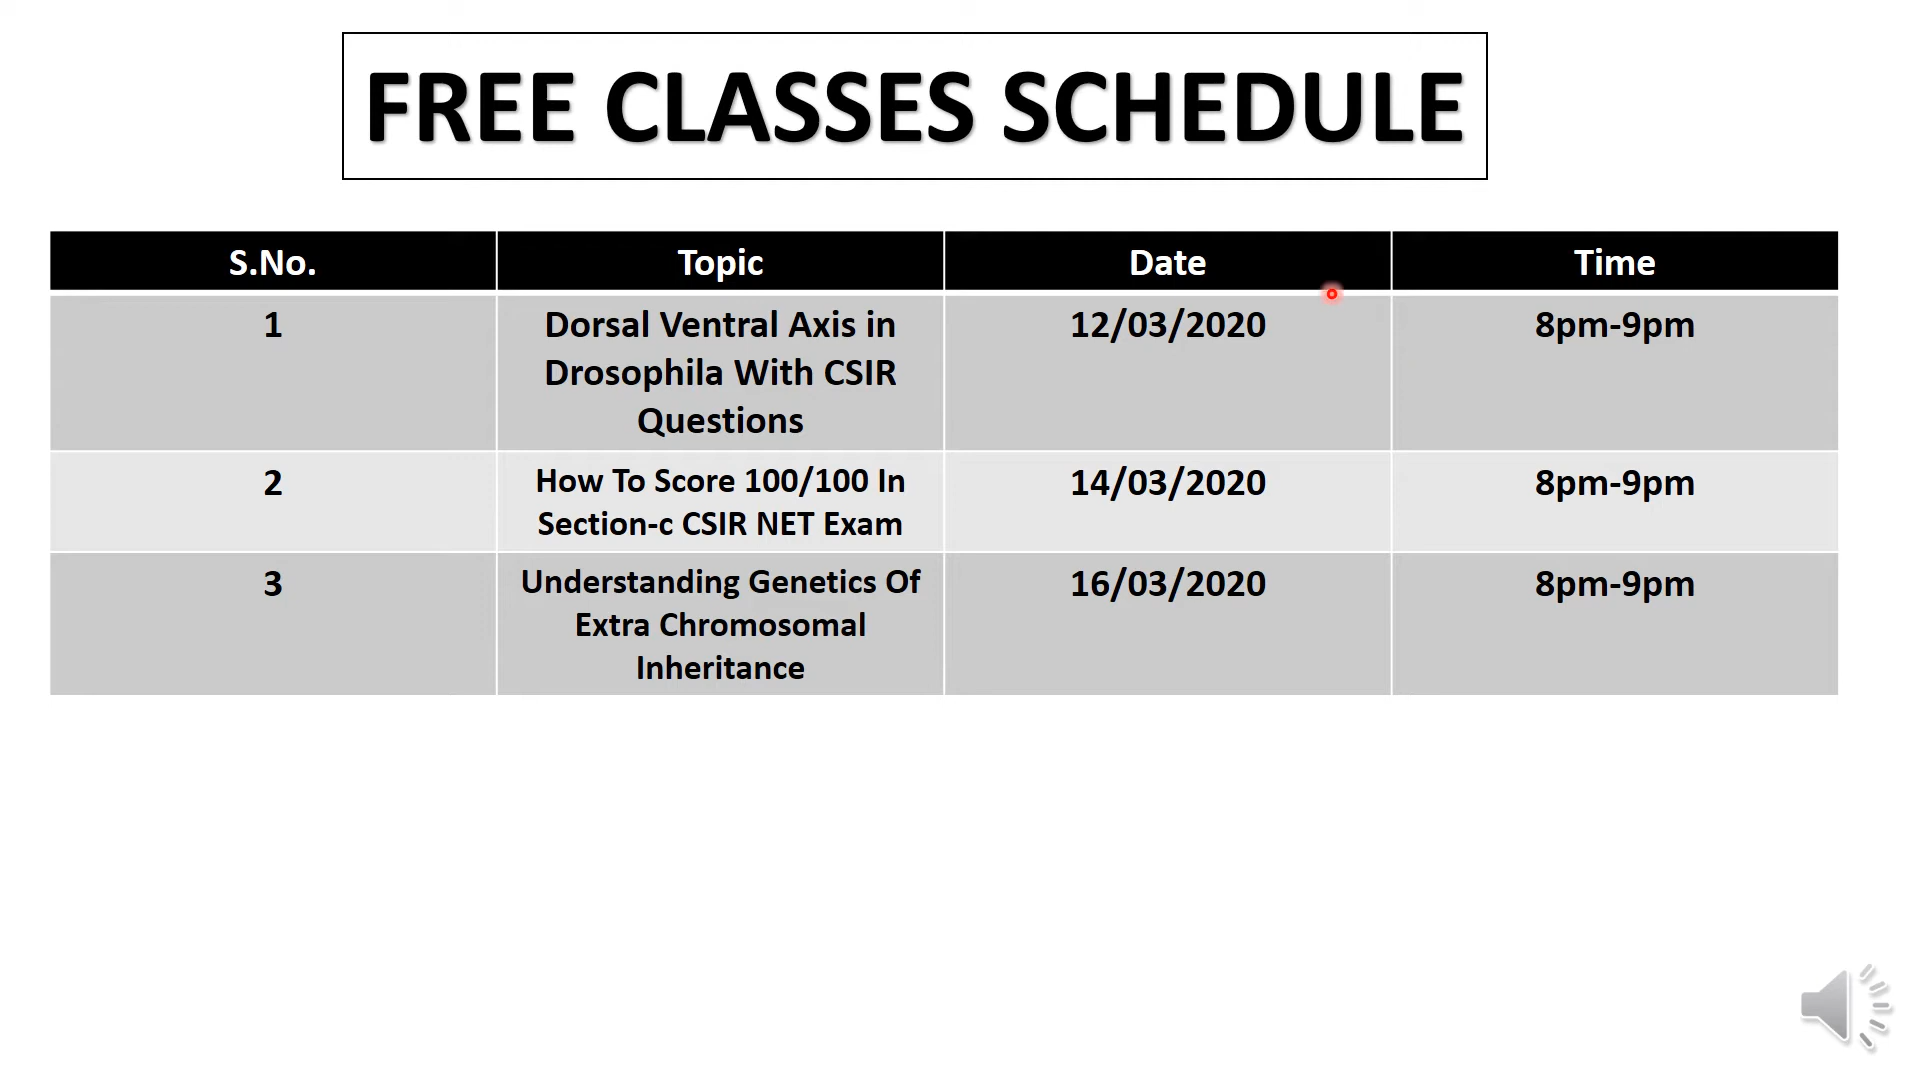 FREE CLASSES SCHEDULE
S.No. Topic Date Time
1 Dorsal Ventral Axis in 12/03/2020 8pm-9pm
Drosophila With CSIR
Questions
2 How To Score 100/100 In 14/03/2020 8pm-9pm
Section-c CSIR NET Exam
3 Understanding Genetics Of 16/03/2020 8pm-9pm
Extra Chromosomal
Inheritance